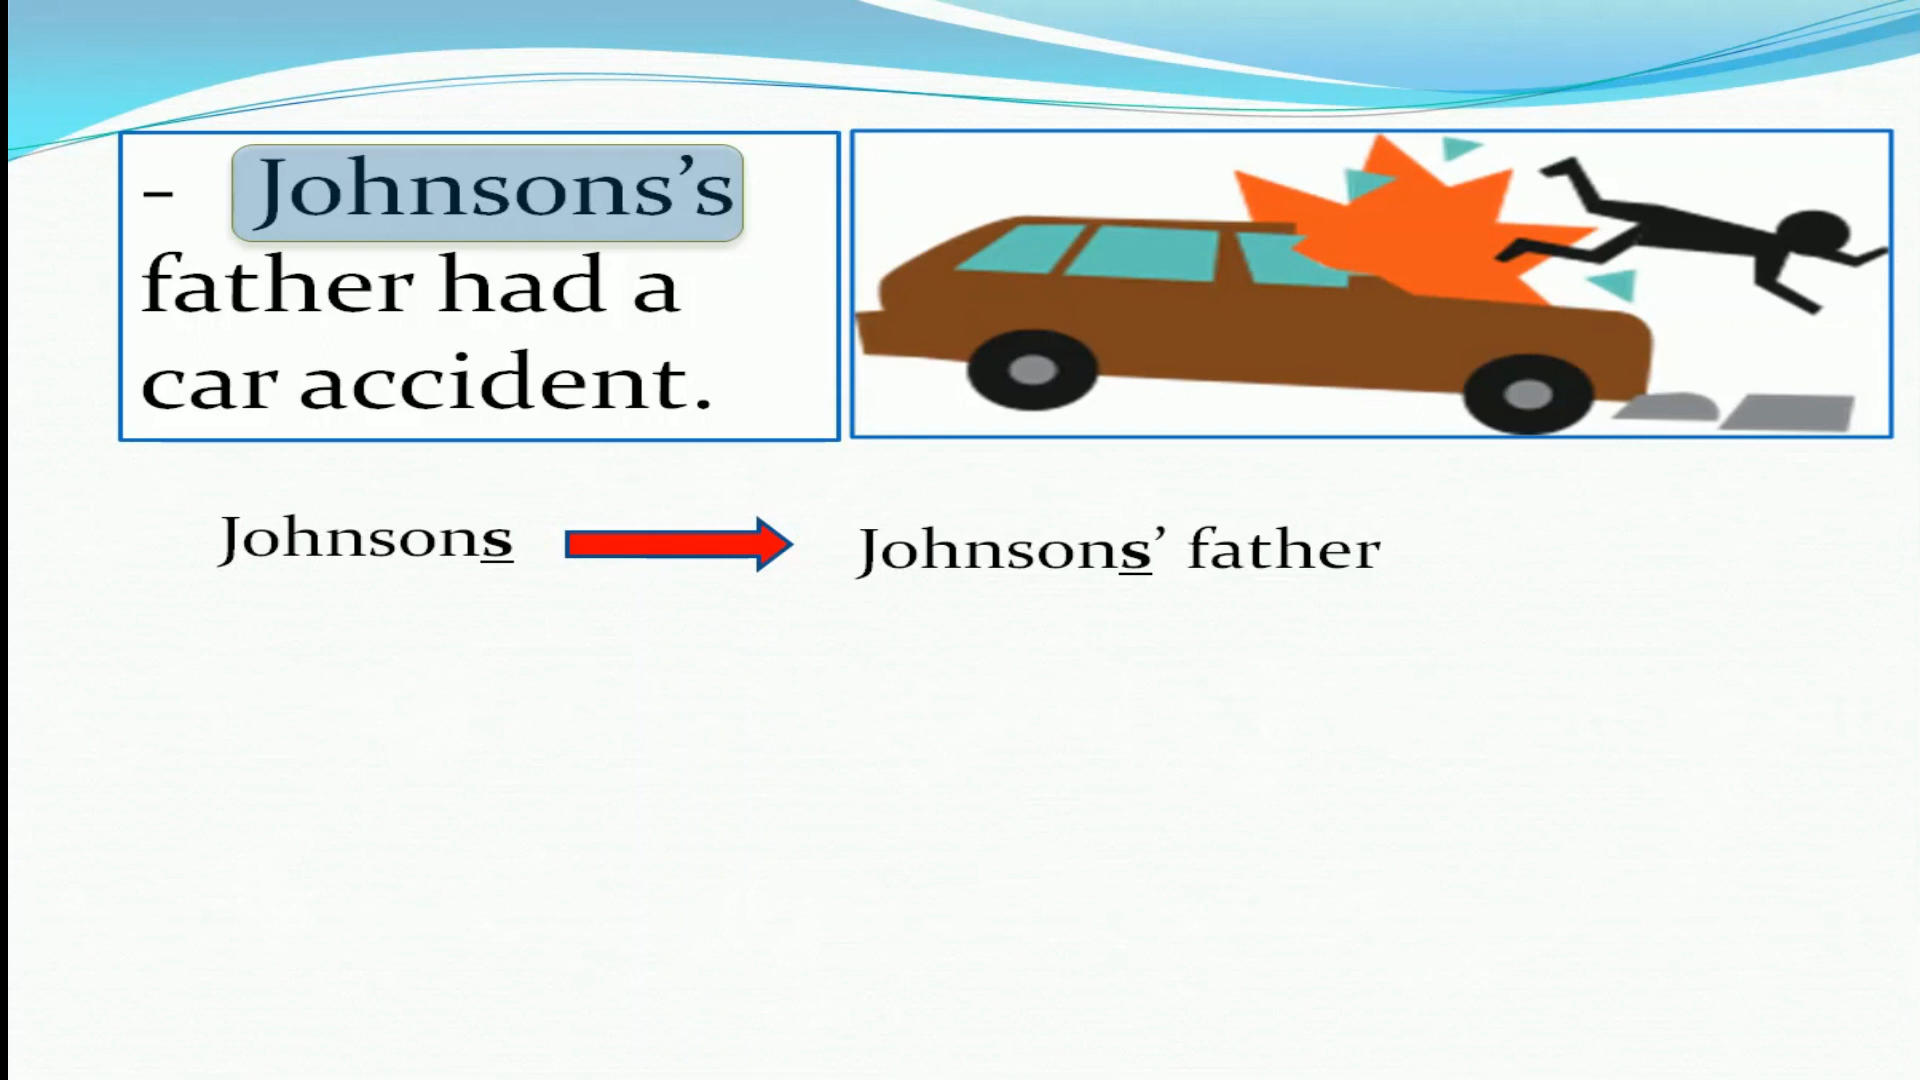 - Johnsons’s
father had a
car accident.
Johnsons
Johnsons’ father